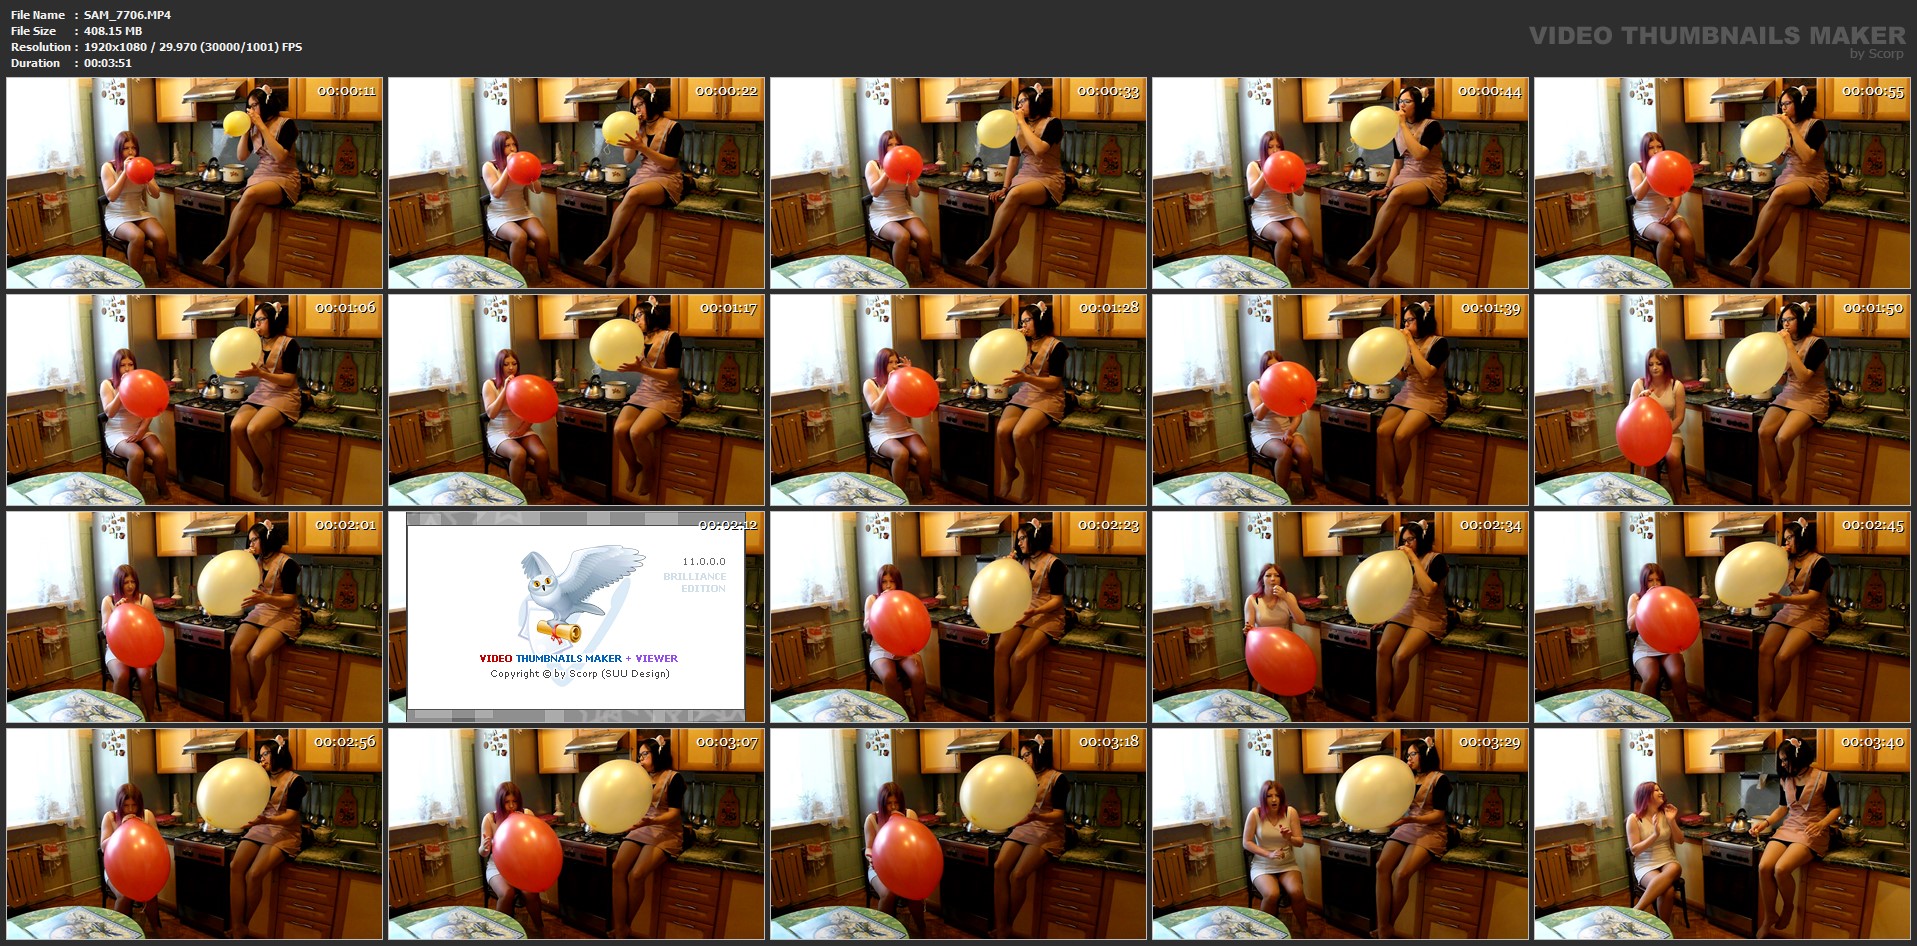 File Name : SAM_7706.MP4
File Size : 408.15 MB
Resolution : 1920x1080 / 29.970 (30000/1001) FPS
Duration : 00:03:51
VIDEO THUMBNAILS MAKER
by Scorp
00:00:11
00:00:22
00:00:33
00:00:44
00:00:55
00:01:06
00:01:17
00:01:28
00:01:39
00:01:50
00:02:01
00:02:12
11.0.0.0
BRILLIANCE
EDITION
VIDEO THUMBNAILS MAKER + VIEWER
Copyright © by Scorp (SUU Design)
00:02:23
00:02:34
00:02:45
00:02:56
00:03:07
00:03:18
00:03:29
00:03:40